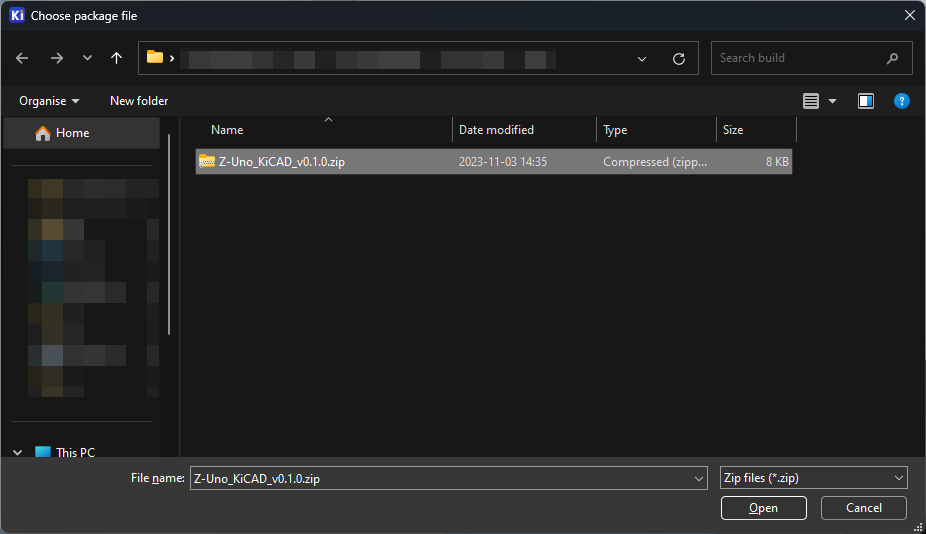 Ki Choose package file
Search build
Organise New folder
Home
Name Date modified Type Size
Z-Uno_KiCAD_v0.1.0.zip 2023-11-03 14:35 Compressed (zipp... 8 KB
This PC
File name: Z-Uno_KiCAD_v0.1.0.zip Zip files (*.zip)
Open Cancel